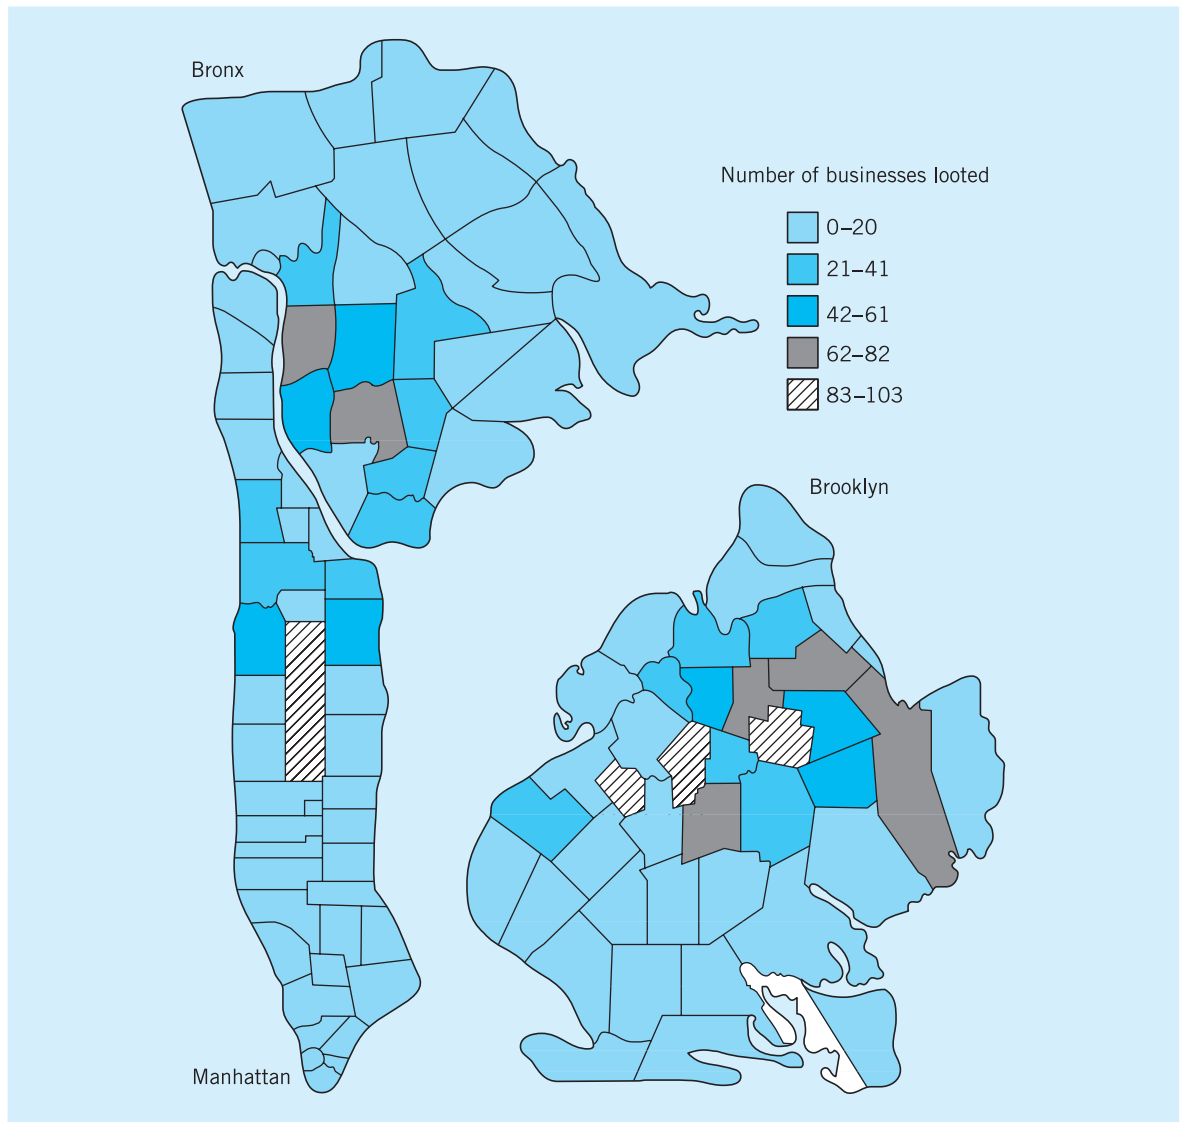 Bronx
Number of businesses looted
0–20
21–41
42–61
62–82
83–103
Brooklyn
Manhattan